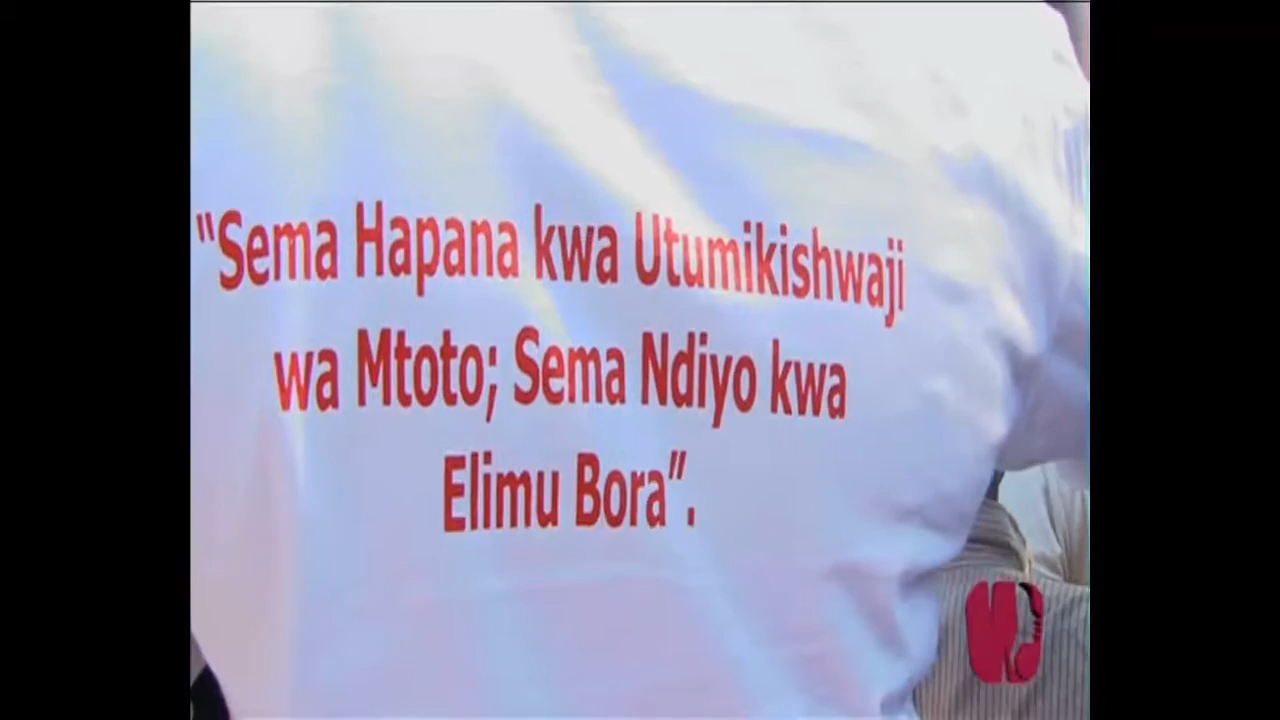 “Sema Hapana kwa Utumikishwaji
wa Mtoto; Sema Ndiyo kwa
Elimu Bora”.